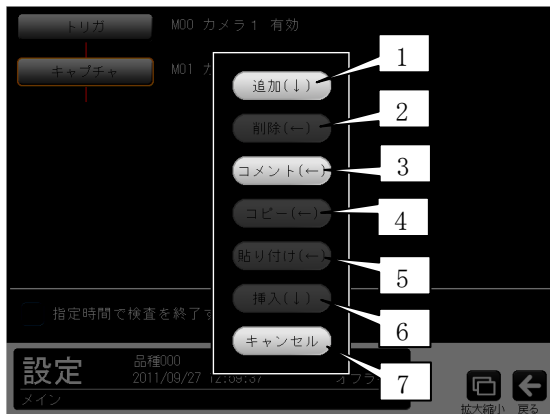 トリガ
M00 カメラ1 有効
キャプチャ
M01 カ
追加(↓)
1
削除(←)
2
コメント(←)
3
コピー(←)
4
貼り付け(←)
5
挿入(↓)
6
キャンセル
7
指定時間で検査を終了す
設定
品種000
2011/09/27 12:59:37
オフラ
メイン
拡大縮小
戻る